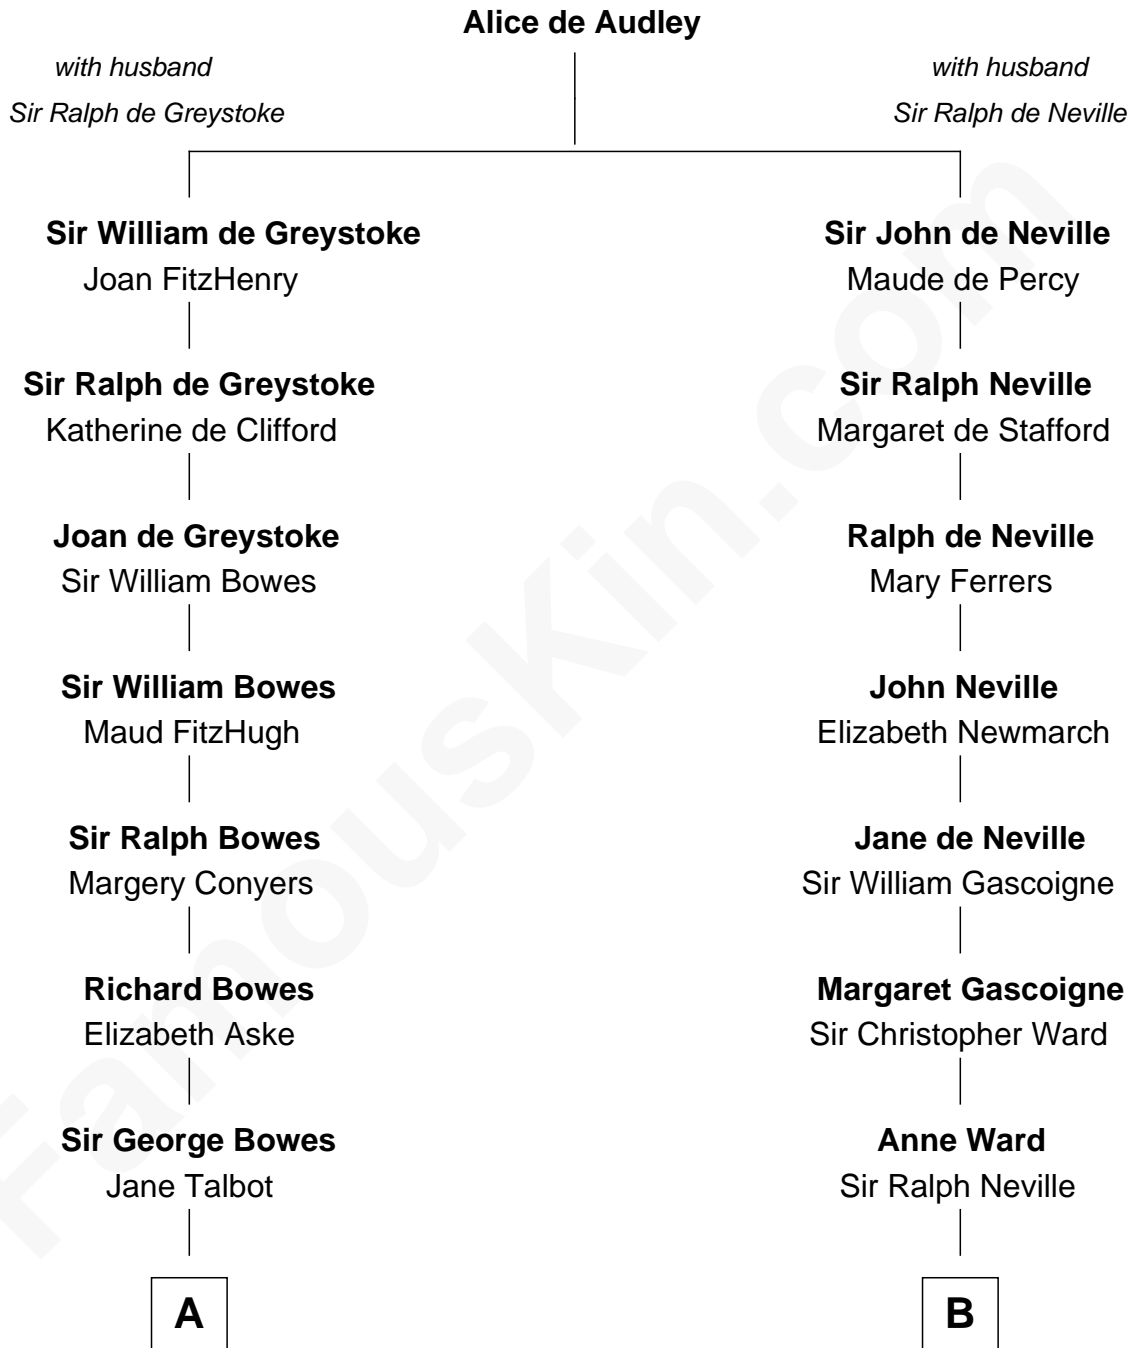 Alice de Audley
with husband
Sir Ralph de Greystoke
with husband
Sir Ralph de Neville
Sir William de Greystoke
Joan FitzHenry
Sir Ralph de Greystoke
Katherine de Clifford
Joan de Greystoke
Sir William Bowes
Sir William Bowes
Maud FitzHugh
Sir Ralph Bowes
Margery Conyers
Richard Bowes
Elizabeth Aske
Sir George Bowes
Jane Talbot
A
Sir John de Neville
Maude de Percy
Sir Ralph Neville
Margaret de Stafford
Ralph de Neville
Mary Ferrers
John Neville
Elizabeth Newmarch
Jane de Neville
Sir William Gascoigne
Margaret Gascoigne
Sir Christopher Ward
Anne Ward
Sir Ralph Neville
B
FamousKin.com